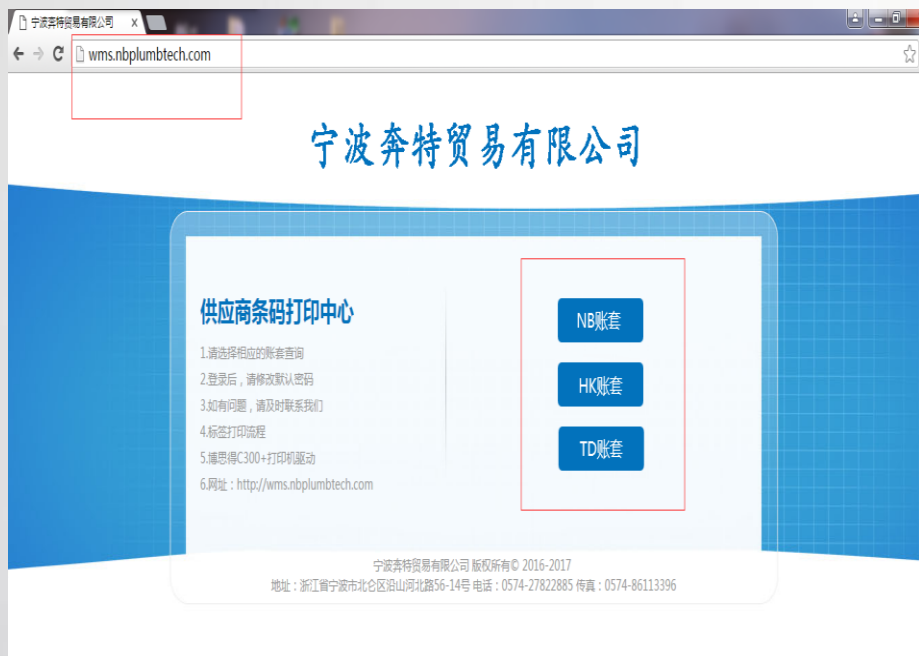 宁波奔特贸易有限公司
wms.nbplumbtech.com
宁波奔特贸易有限公司
供应商条码打印中心
1.请选择相应的账套查询
2.登录后，请修改默认密码
3.如有问题，请及时联系我们
4.标签打印流程
5.博思得C300+打印机驱动
6.网址：http://wms.nbplumbtech.com
NB账套
HK账套
TD账套
宁波奔特贸易有限公司 版权所有© 2016-2017
地址：浙江省宁波市北仑区沿山河北路56-14号 电话：0574-27822885 传真：0574-86113396